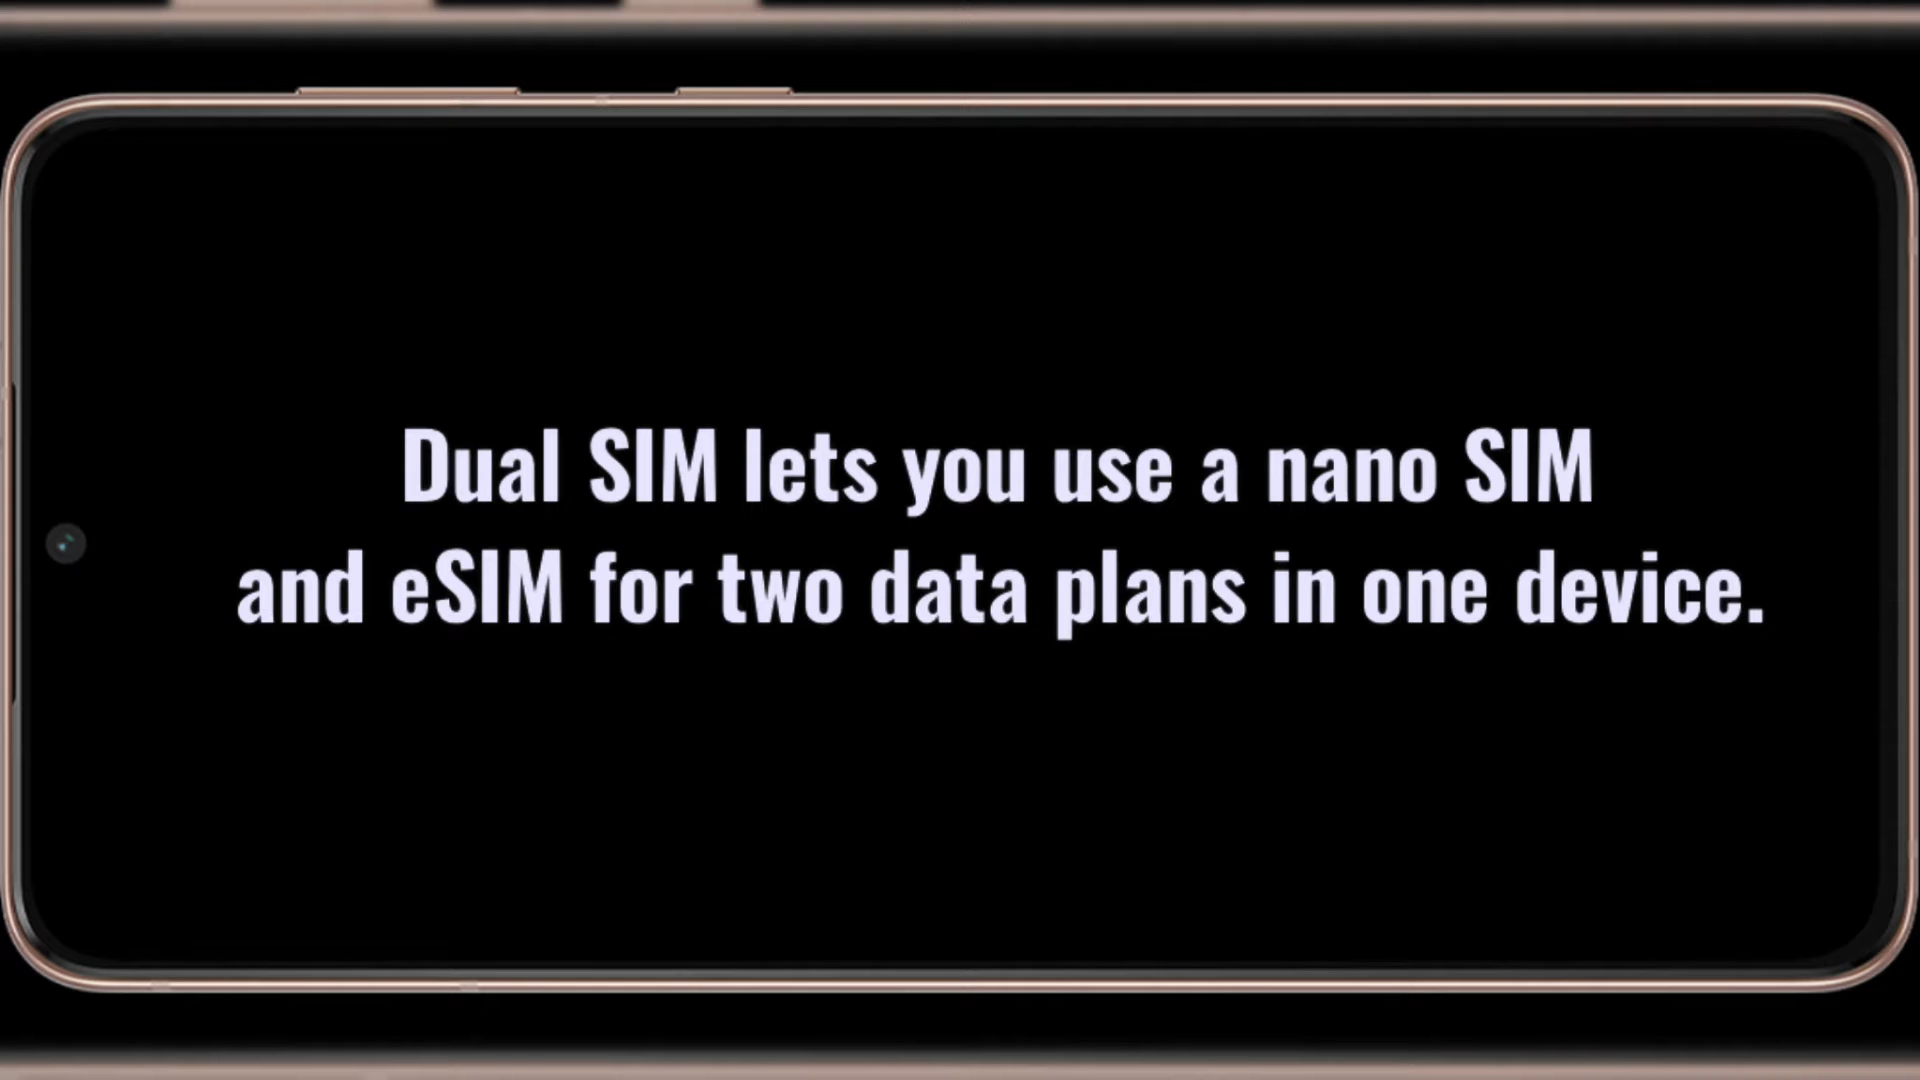 Dual SIM lets you use a nano SIM
and eSIM for two data plans in one device.